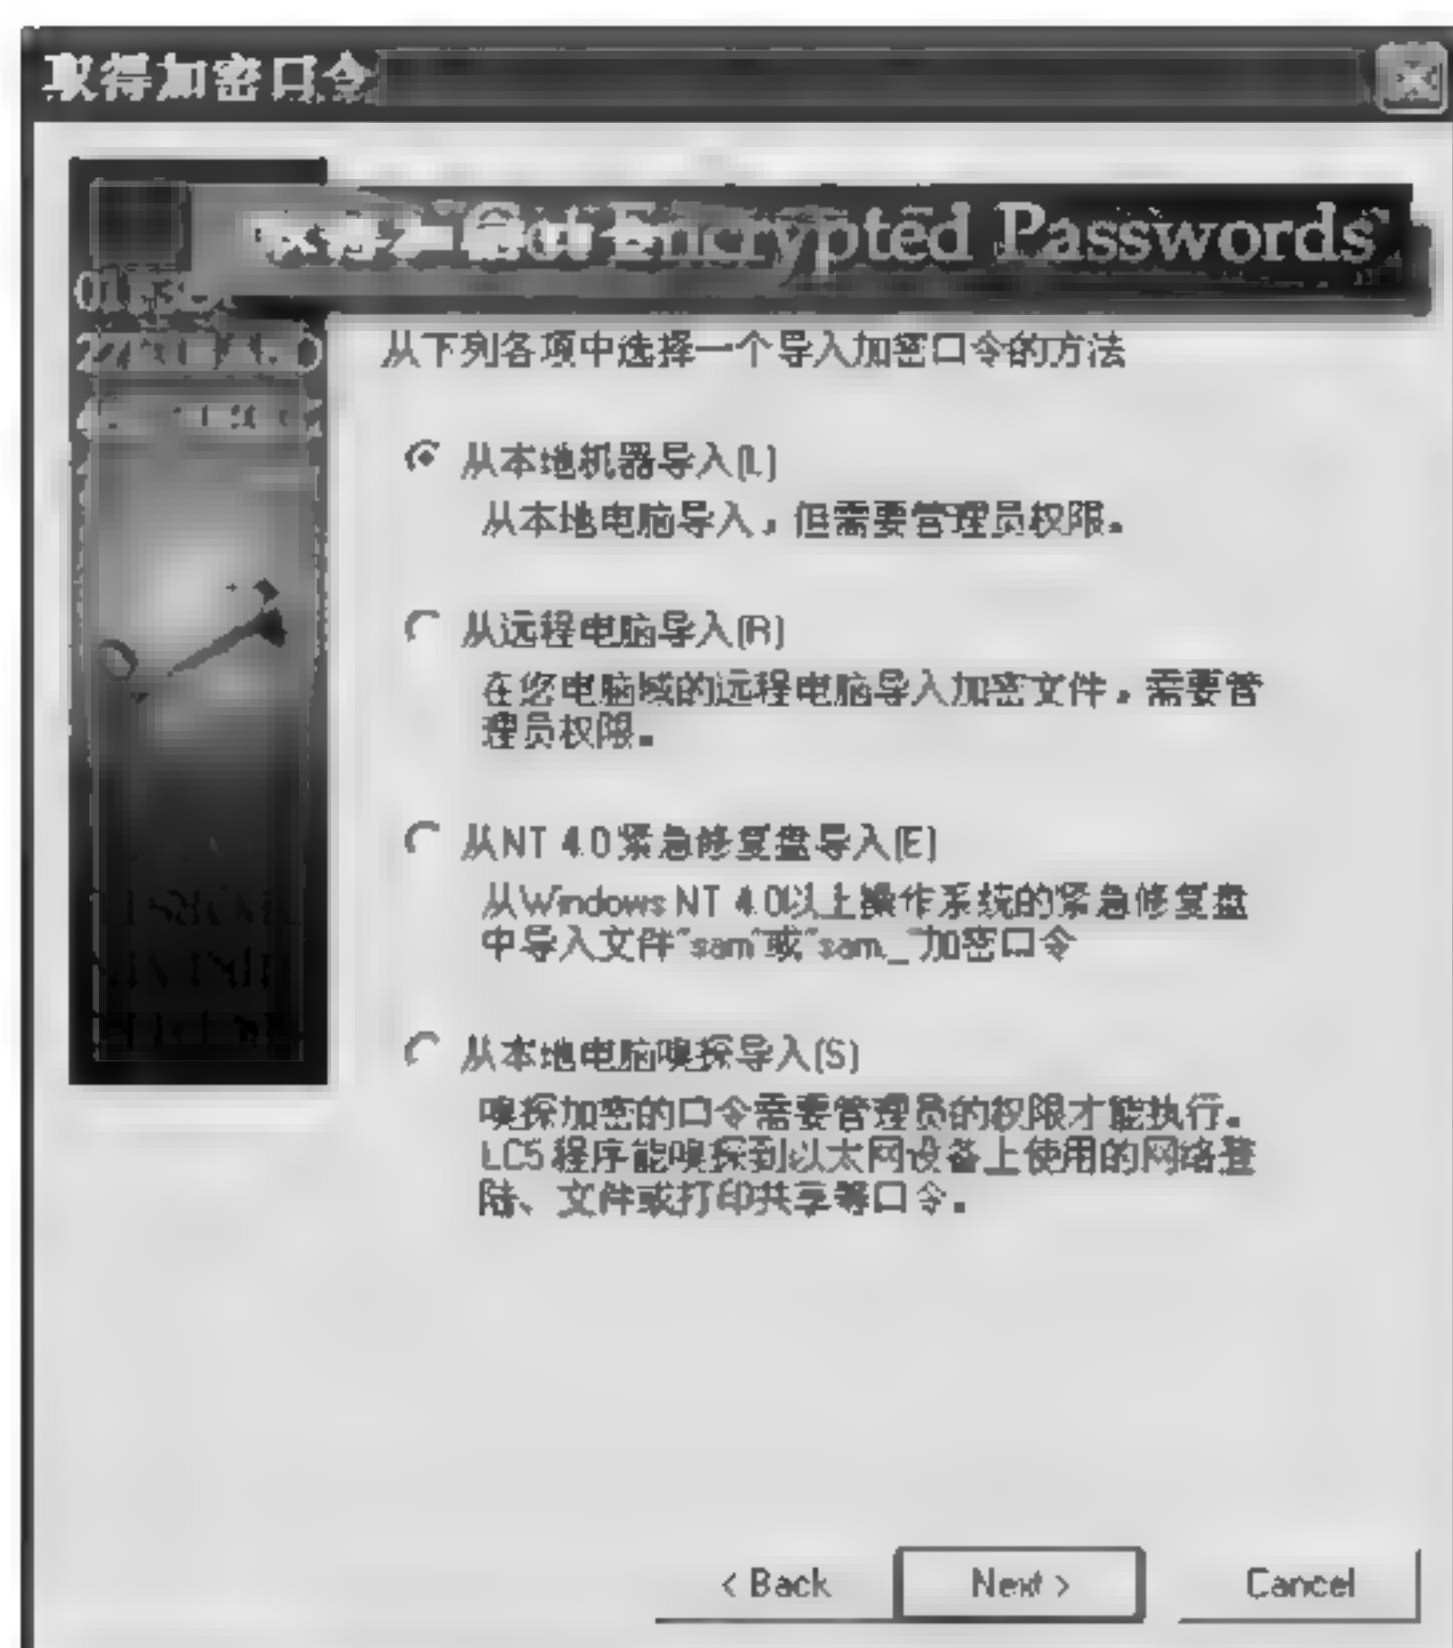 取得加密口令
Get Encrypted Passwords
从下列各项中选择一个导入加密口令的方法
从本地机器导入(L)
从本地电脑导入，但需要管理员权限。
从远程电脑导入(R)
在您电脑域的远程电脑导入加密文件，需要管
理员权限。
从NT 4.0紧急修复盘导入(E)
从Windows NT 4.0以上操作系统的紧急修复盘
中导入文件"sam"或"sam._"加密口令
从本地电脑嗅探导入(S)
嗅探加密的口令需要管理员的权限才能执行。
LC5程序能嗅探到以太网设备上使用的网络登
陆、文件或打印共享等口令。
< Back
Next >
Cancel